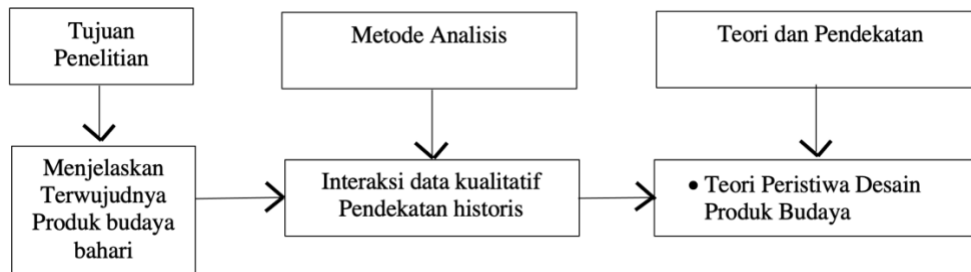 Tujuan
Penelitian
Metode Analisis
Teori dan Pendekatan
Menjelaskan
Terwujudnya
Produk budaya
bahari
Interaksi data kualitatif
Pendekatan historis
• Teori Peristiwa Desain
Produk Budaya